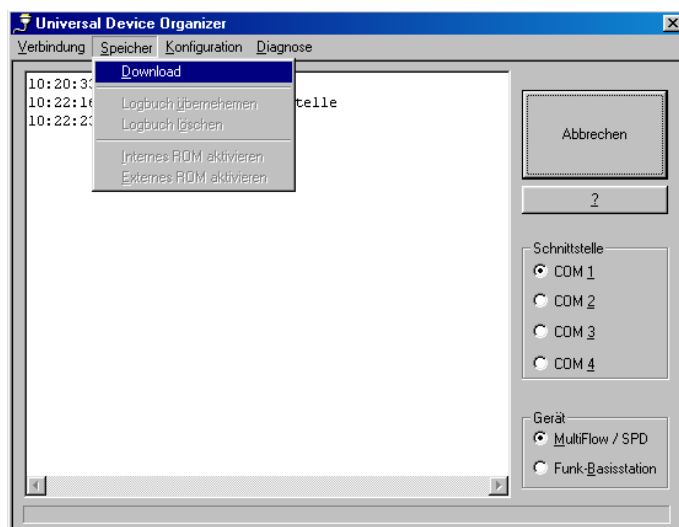 Universal Device Organizer
Verbindung Speicher Konfiguration Diagnose
Download
Logbuch übernehemen
Logbuch löschen
Internes ROM aktivieren
Externes ROM aktivieren
10:20:33
10:22:16 telle
10:22:23
Abbrechen
?
Schnittstelle
COM 1
COM 2
COM 3
COM 4
Gerät
MultiFlow / SPD
Funk-Basisstation